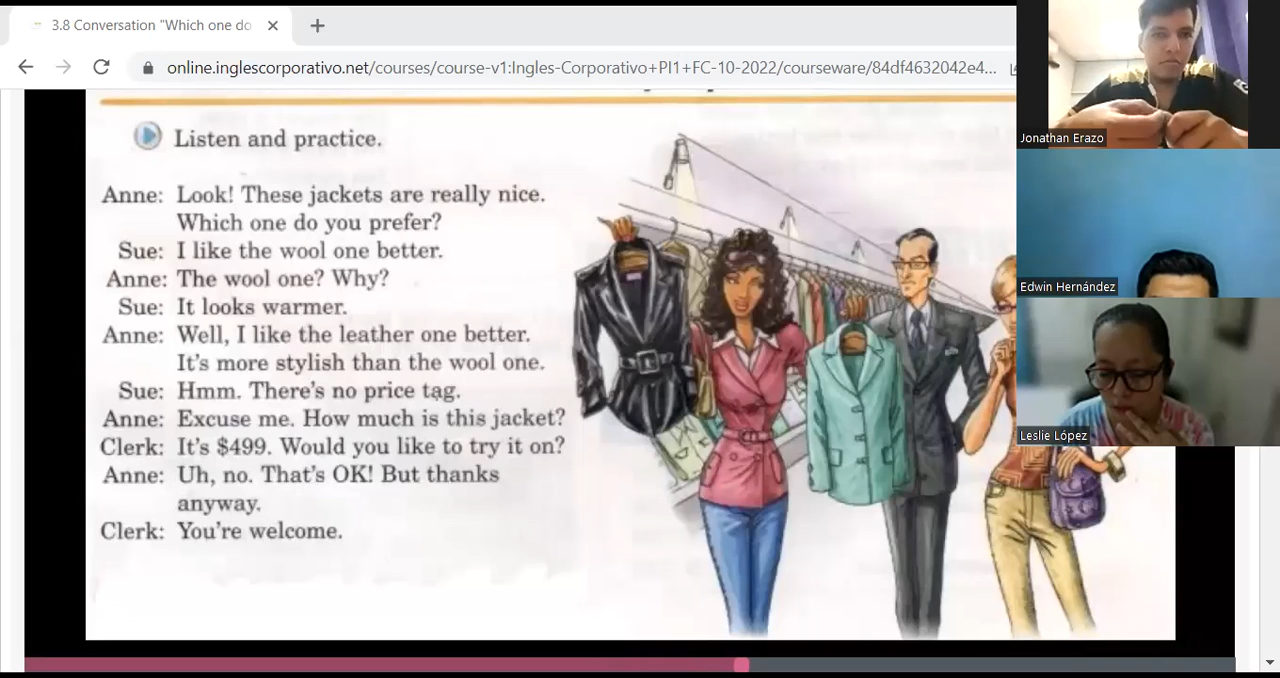 3.8 Conversation "Which one do
online.inglescorporativo.net/courses/course-v1:Ingles-Corporativo+PI1+FC-10-2022/courseware/84df4632042e4...
Listen and practice.
Anne: Look! These jackets are really nice.
Which one do you prefer?
Sue: I like the wool one better.
Anne: The wool one? Why?
Sue: It looks warmer.
Anne: Well, I like the leather one better.
It's more stylish than the wool one.
Sue: Hmm. There's no price tag.
Anne: Excuse me. How much is this jacket?
Clerk: It's $499. Would you like to try it on?
Anne: Uh, no. That's OK! But thanks
anyway.
Clerk: You're welcome.
Jonathan Erazo
Edwin Hernández
Leslie López